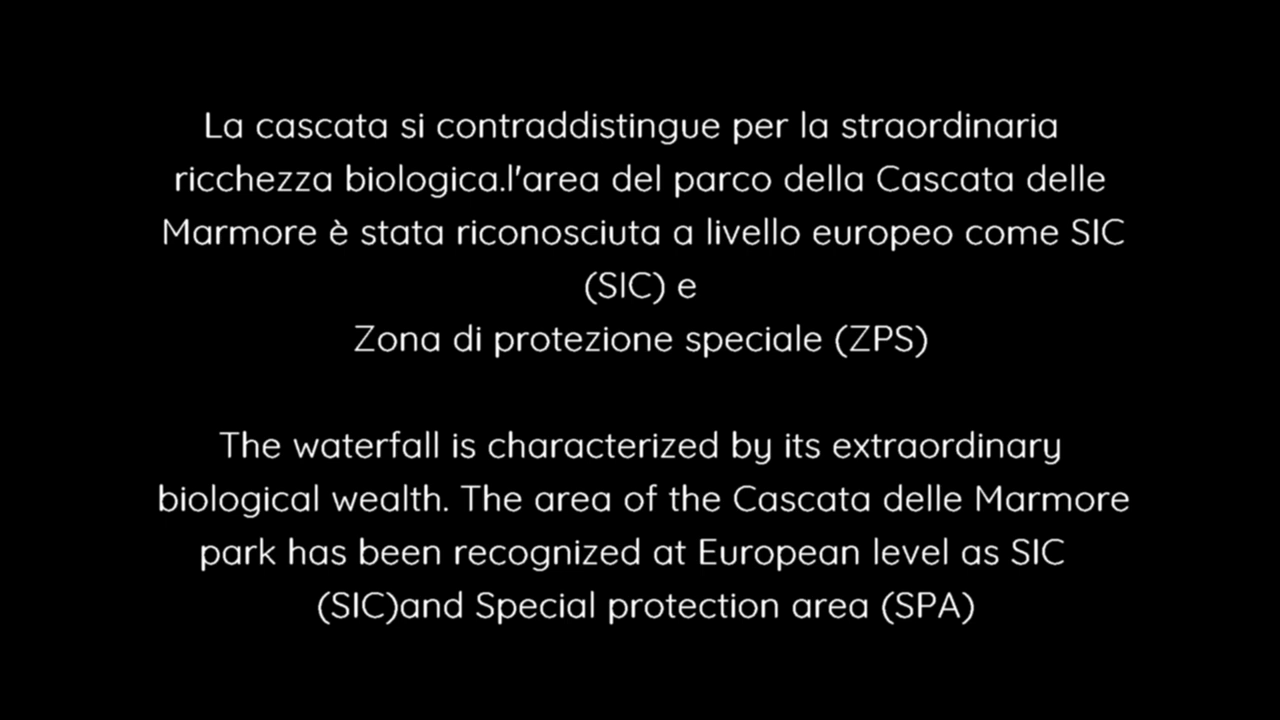 La cascata si contraddistingue per la straordinaria
ricchezza biologica.l'area del parco della Cascata delle
Marmore è stata riconosciuta a livello europeo come SIC
(SIC) e
Zona di protezione speciale (ZPS)
The waterfall is characterized by its extraordinary
biological wealth. The area of the Cascata delle Marmore
park has been recognized at European level as SIC
(SIC)and Special protection area (SPA)